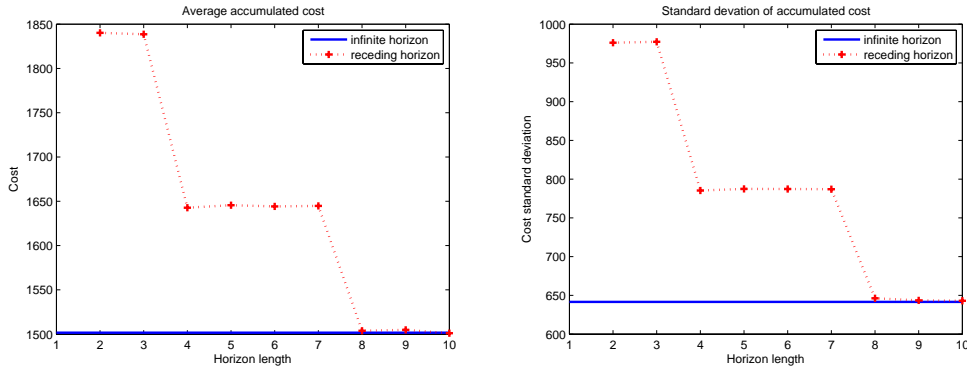 Average accumulated cost
1850
1800
1750
1700
1650
1600
1550
1500
Cost
infinite horizon
receding horizon
1 2 3 4 5 6 7 8 9 10
Horizon length
Standard devation of accumulated cost
1000
950
900
850
800
750
700
650
600
Cost standard deviation
infinite horizon
receding horizon
1 2 3 4 5 6 7 8 9 10
Horizon length